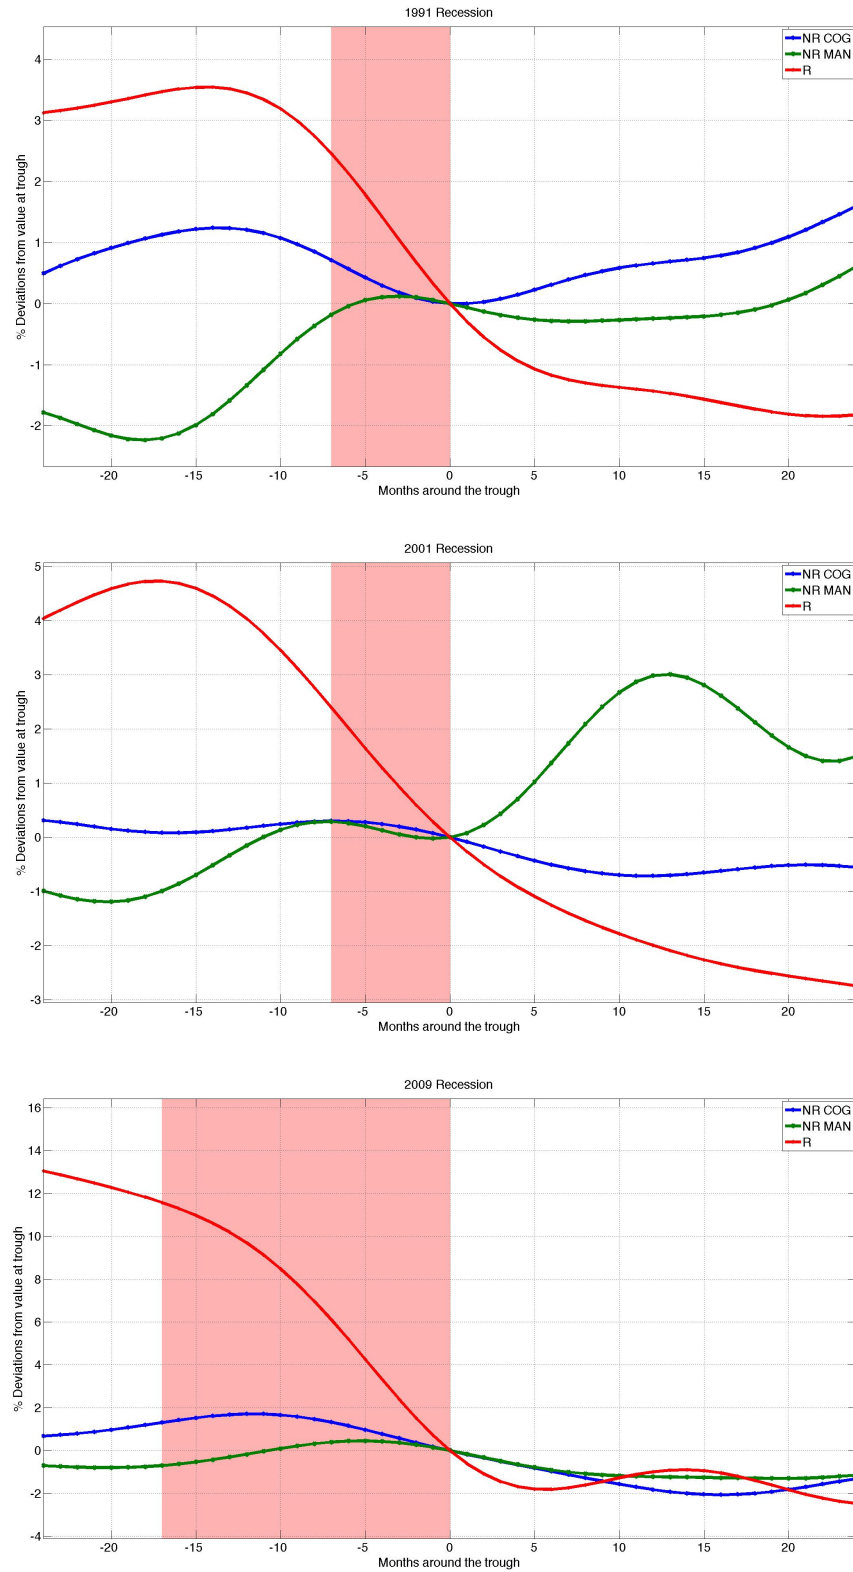 1991 Recession
NR COG
NR MAN
R
% Deviations from value at trough
4
3
2
1
0
-1
-2
-20 -15 -10 -5 0 5 10 15 20
Months around the trough
2001 Recession
NR COG
NR MAN
R
% Deviations from value at trough
5
4
3
2
1
0
-1
-2
-3
-20 -15 -10 -5 0 5 10 15 20
Months around the trough
2009 Recession
NR COG
NR MAN
R
% Deviations from value at trough
16
14
12
10
8
6
4
2
0
-2
-4
-20 -15 -10 -5 0 5 10 15 20
Months around the trough